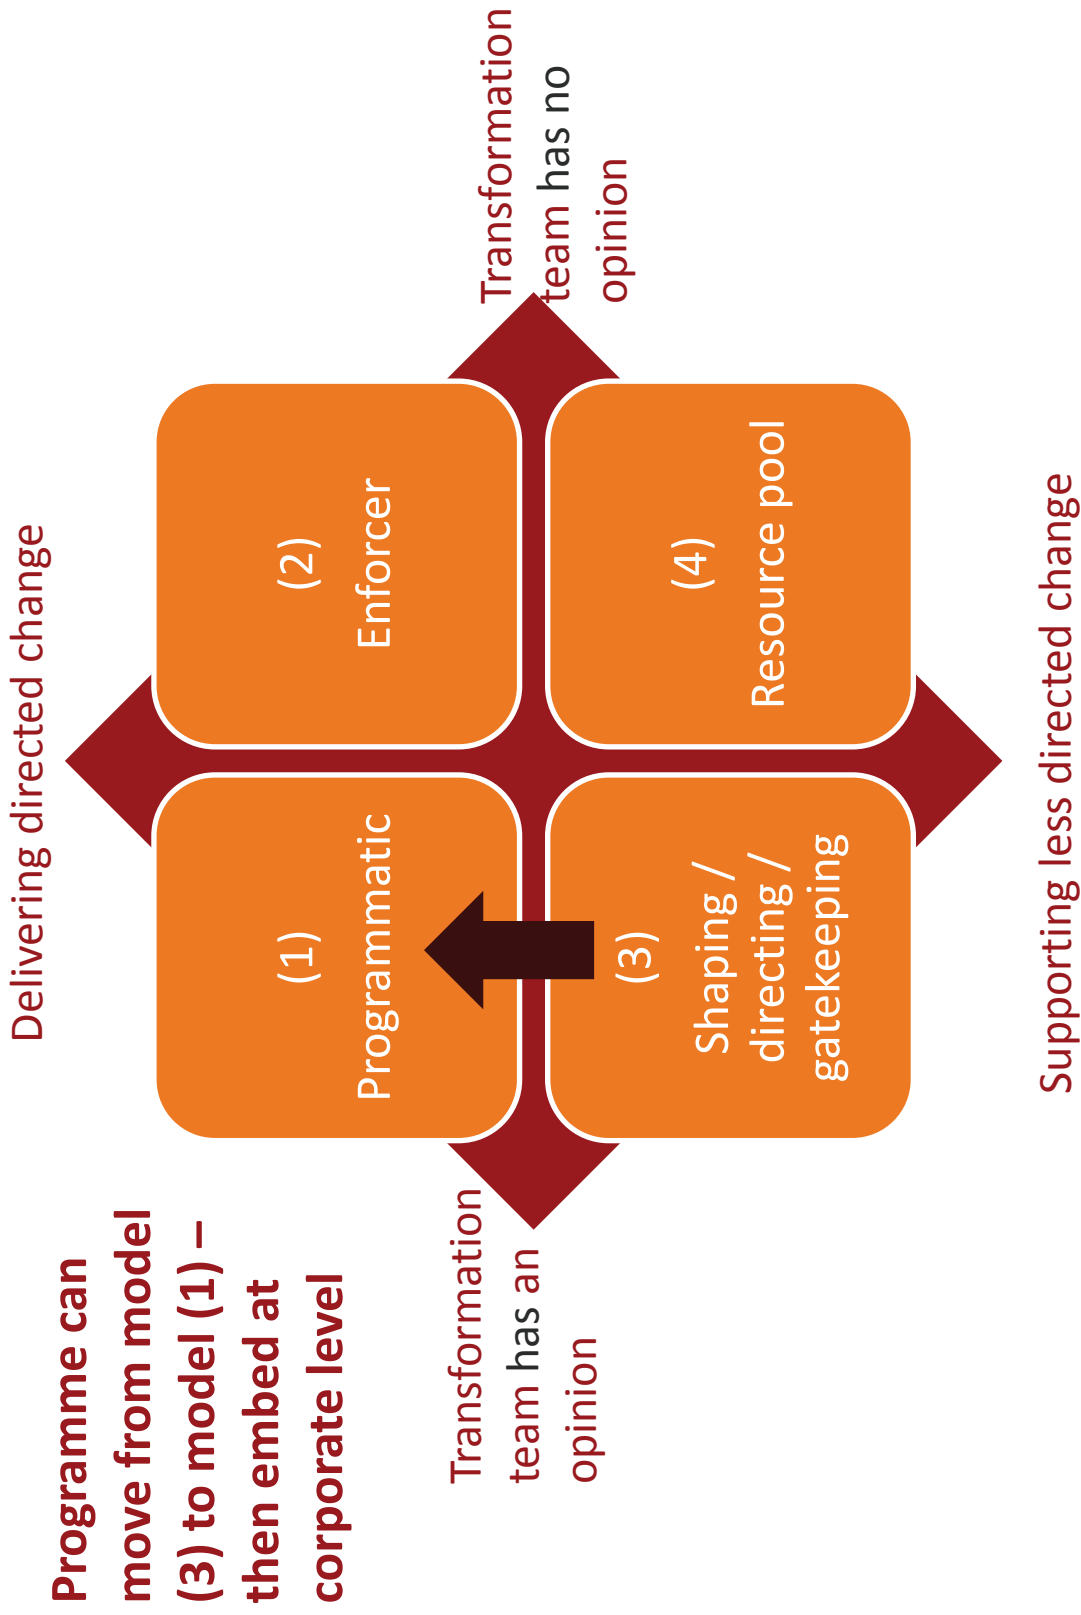 Programme can
move from model
(3) to model (1) –
then embed at
corporate level
Delivering directed change
Transformation
team has an
opinion
(1)
Programmatic
(2)
Enforcer
Transformation
team has no
opinion
(3)
Shaping /
directing /
gatekeeping
(4)
Resource pool
Supporting less directed change